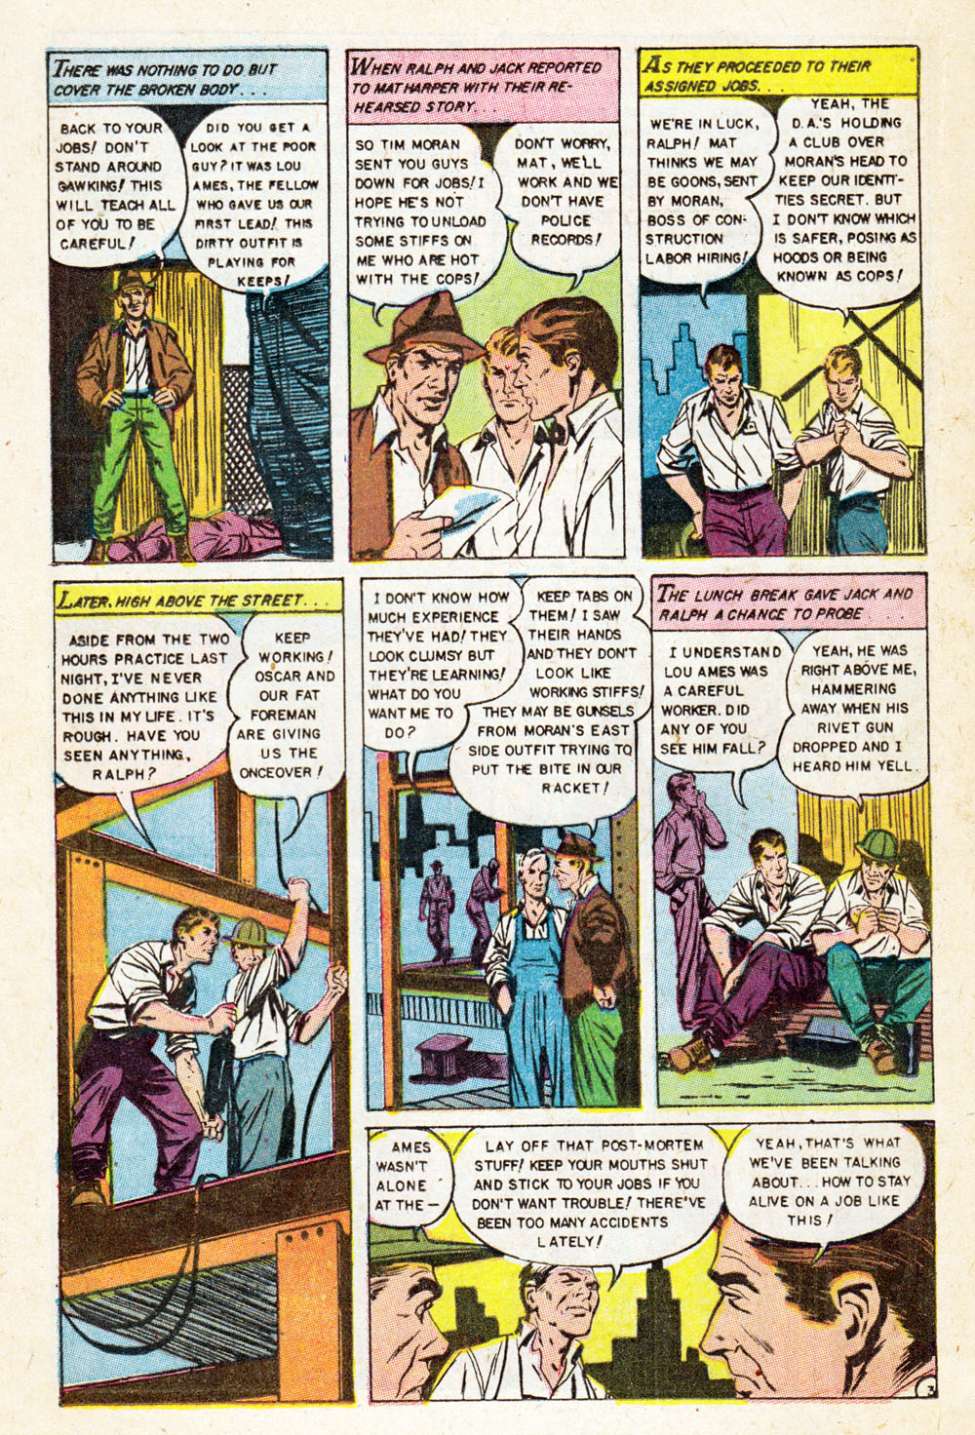 THERE WAS NOTHING TO DO BUT
COVER THE BROKEN BODY. . .
BACK TO YOUR
JOBS! DON'T
STAND AROUND
GAWKING! THIS
WILL TEACH ALL
OF YOU TO BE
CAREFUL!
DID YOU GET A
LOOK AT THE POOR
GUY? IT WAS LOU
AMES, THE FELLOW
WHO GAVE US OUR
FIRST LEAD! THIS
DIRTY OUTFIT IS
PLAYING FOR
KEEPS!
WHEN RALPH AND JACK REPORTED
TO MAT HARPER WITH THEIR RE-
HEARSED STORY. . .
SO TIM MORAN
SENT YOU GUYS
DOWN FOR JOBS! I
HOPE HE'S NOT
TRYING TO UNLOAD
SOME STIFFS ON
ME WHO ARE HOT
WITH THE COPS!
DON'T WORRY,
MAT, WE'LL
WORK AND WE
DON'T HAVE
POLICE
RECORDS!
AS THEY PROCEEDED TO THEIR
ASSIGNED JOBS. . .
WE'RE IN LUCK,
RALPH! MAT
THINKS WE MAY
BE GOONS, SENT
BY MORAN,
BOSS OF CON-
STRUCTION
LABOR HIRING!
YEAH, THE
D.A.'S HOLDING
A CLUB OVER
MORAN'S HEAD TO
KEEP OUR IDENTI-
TIES SECRET. BUT
I DON'T KNOW WHICH
IS SAFER, POSING AS
HOODS OR BEING
KNOWN AS COPS!
LATER, HIGH ABOVE THE STREET. . .
ASIDE FROM THE TWO
HOURS PRACTICE LAST
NIGHT, I'VE NEVER
DONE ANYTHING LIKE
THIS IN MY LIFE. IT'S
ROUGH. HAVE YOU
SEEN ANYTHING,
RALPH?
KEEP
WORKING!
OSCAR AND
OUR FAT
FOREMAN
ARE GIVING
US THE
ONCEOVER!
I DON'T KNOW HOW
MUCH EXPERIENCE
THEY'VE HAD! THEY
LOOK CLUMSY BUT
THEY'RE LEARNING!
WHAT DO YOU
WANT ME TO
DO?
KEEP TABS ON
THEM! I SAW
THEIR HANDS
AND THEY DON'T
LOOK LIKE
WORKING STIFFS!
THEY MAY BE GUNSELS
FROM MORAN'S EAST
SIDE OUTFIT TRYING TO
PUT THE BITE IN OUR
RACKET!
THE LUNCH BREAK GAVE JACK AND
RALPH A CHANCE TO PROBE . . . .
I UNDERSTAND
LOU AMES WAS
A CAREFUL
WORKER. DID
ANY OF YOU
SEE HIM FALL?
YEAH, HE WAS
RIGHT ABOVE ME,
HAMMERING
AWAY WHEN HIS
RIVET GUN
DROPPED AND I
HEARD HIM YELL.
AMES
WASN'T
ALONE
AT THE —
LAY OFF THAT POST-MORTEM
STUFF! KEEP YOUR MOUTHS SHUT
AND STICK TO YOUR JOBS IF YOU
DON'T WANT TROUBLE! THERE'VE
BEEN TOO MANY ACCIDENTS
LATELY!
YEAH, THAT'S WHAT
WE'VE BEEN TALKING
ABOUT. . . HOW TO STAY
ALIVE ON A JOB LIKE
THIS!
3